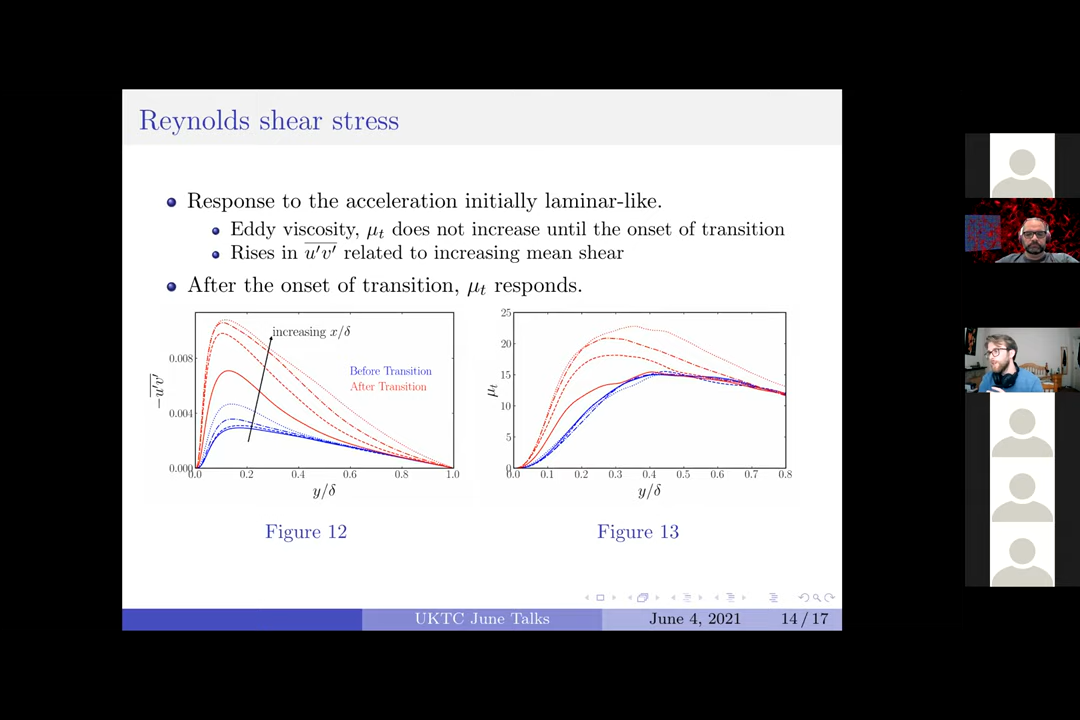 Reynolds shear stress
Response to the acceleration initially laminar-like.
Eddy viscosity, μt does not increase until the onset of transition
Rises in u′v′ related to increasing mean shear
After the onset of transition, μt responds.
increasing x/δ
Before Transition
After Transition
−u′v′
0.008
0.004
0.000
0.0 0.2 0.4 0.6 0.8 1.0
y/δ
Figure 12
μt
25
20
15
10
5
0
0.0 0.1 0.2 0.3 0.4 0.5 0.6 0.7 0.8
y/δ
Figure 13
UKTC June Talks June 4, 2021 14 / 17